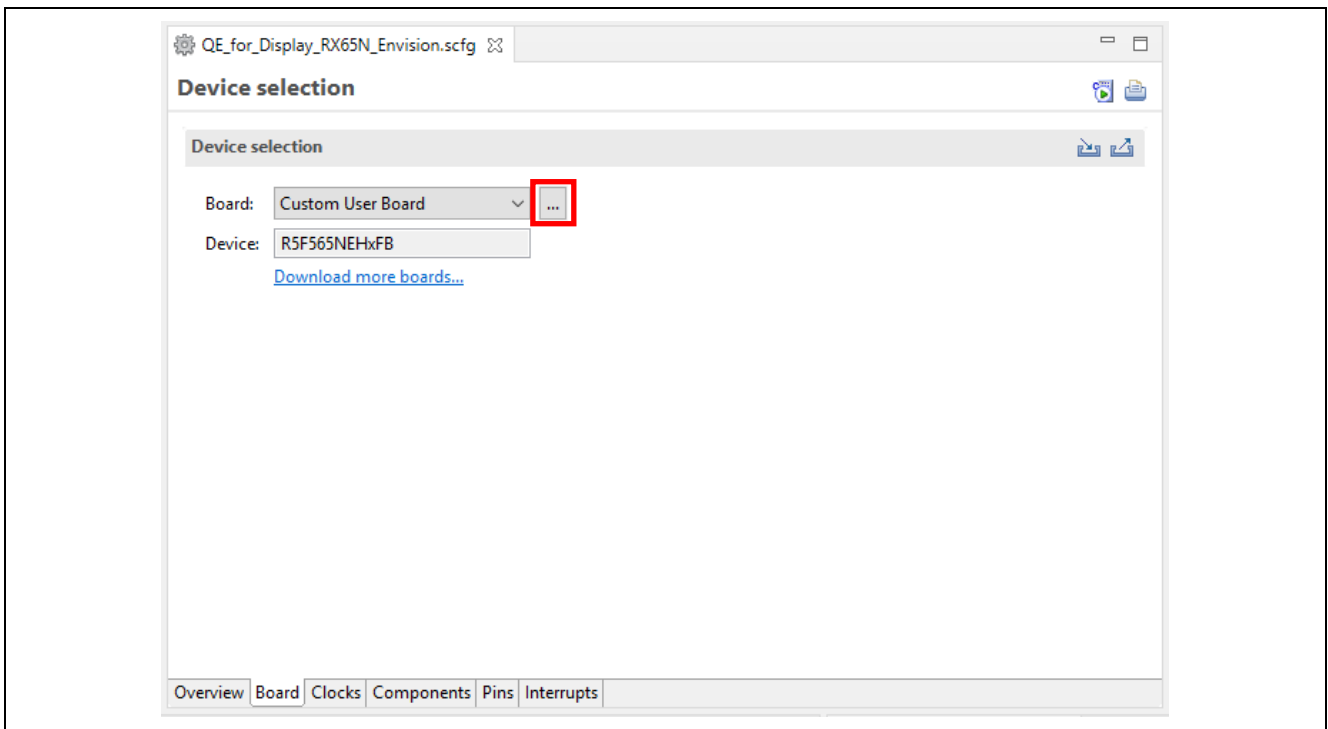 QE_for_Display_RX65N_Envision.scfg
Device selection
Device selection
Board: Custom User Board ...
Device: R5F565NEHxFB
Download more boards...
Overview Board Clocks Components Pins Interrupts